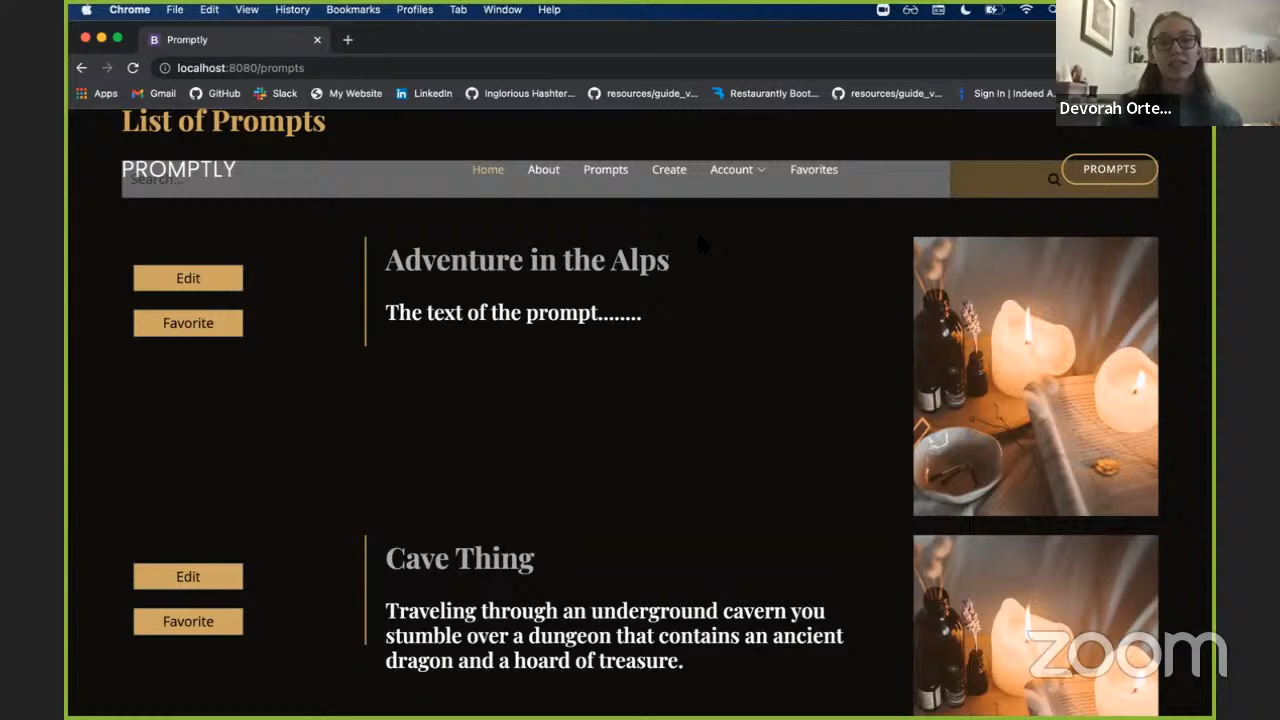 Chrome File Edit View History Bookmarks Profiles Tab Window Help
B Promptly
localhost:8080/prompts
Apps Gmail GitHub Slack My Website LinkedIn Inglorious Hashter... resources/guide_v... Restaurantly Boot... resources/guide_v... Sign In | Indeed A...
Devorah Orte...
List of Prompts
PROMPTLY Home About Prompts Create Account Favorites PROMPTS
Search...
Edit
Favorite
Adventure in the Alps
The text of the prompt........
Edit
Favorite
Cave Thing
Traveling through an underground cavern you
stumble over a dungeon that contains an ancient
dragon and a hoard of treasure.
zoom